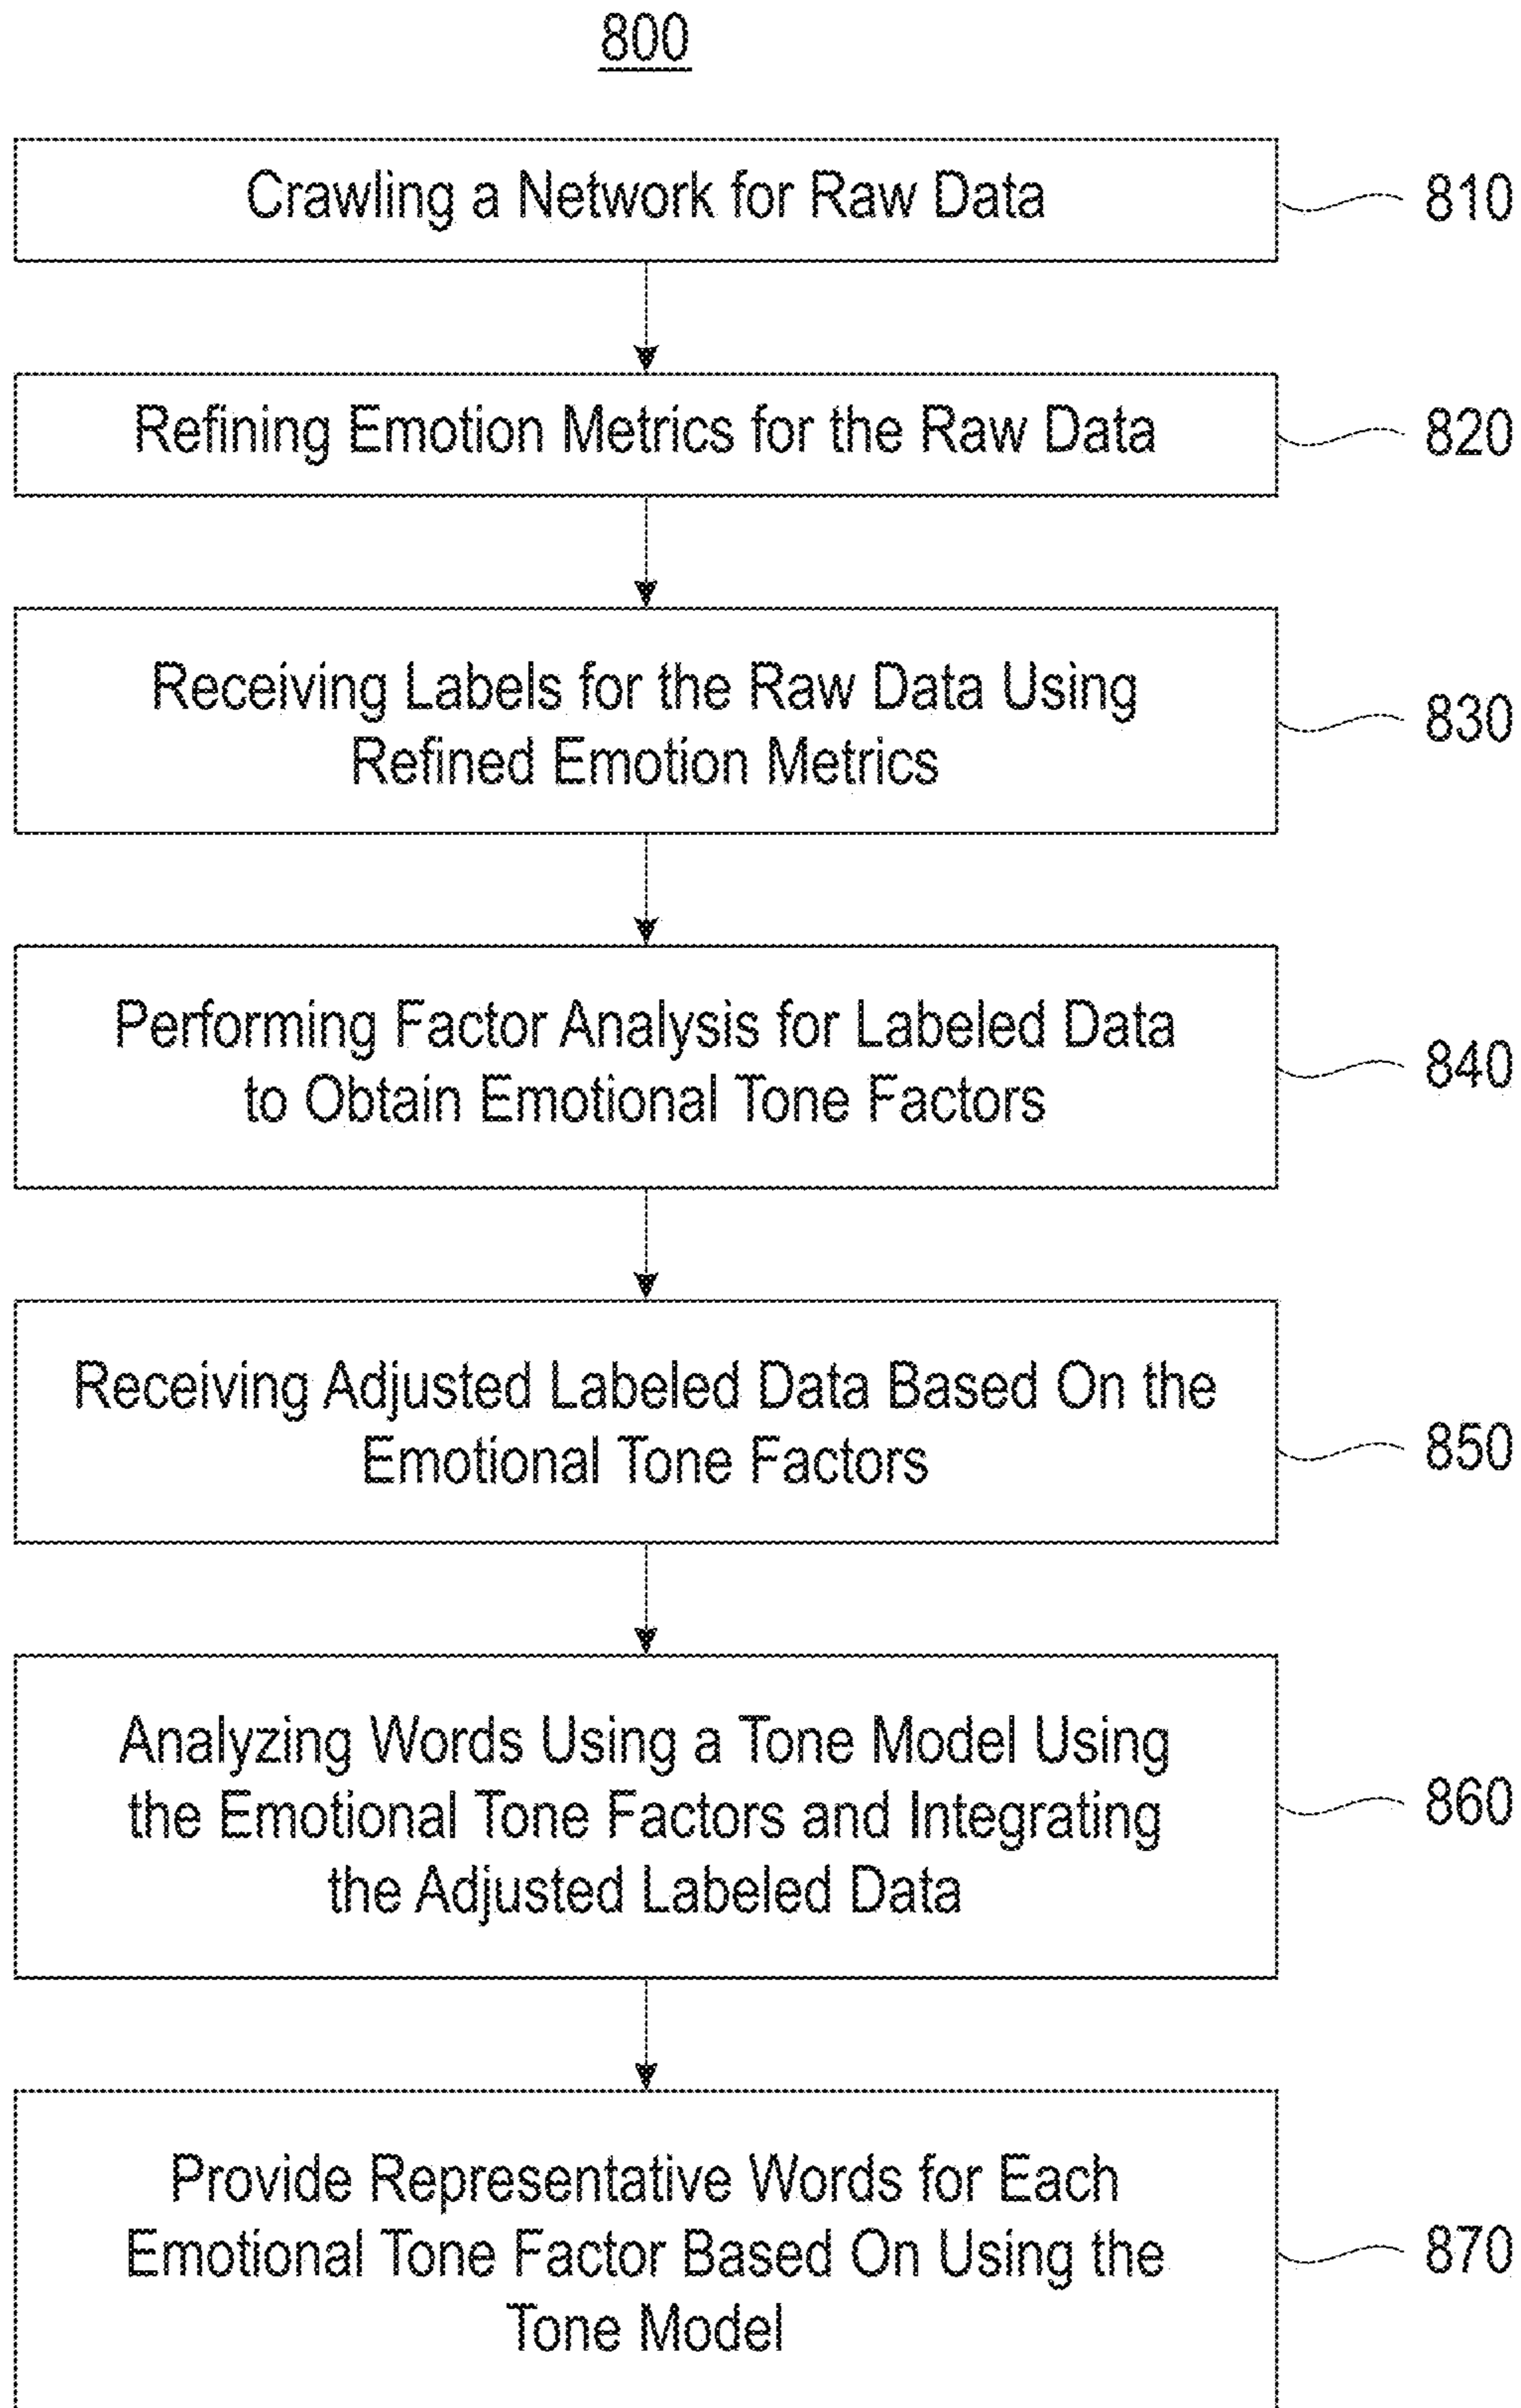 800
Crawling a Network for Raw Data
810
Refining Emotion Metrics for the Raw Data
820
Receiving Labels for the Raw Data Using
Refined Emotion Metrics
830
Performing Factor Analysis for Labeled Data
to Obtain Emotional Tone Factors
840
Receiving Adjusted Labeled Data Based On the
Emotional Tone Factors
850
Analyzing Words Using a Tone Model Using
the Emotional Tone Factors and Integrating
the Adjusted Labeled Data
860
Provide Representative Words for Each
Emotional Tone Factor Based On Using the
Tone Model
870